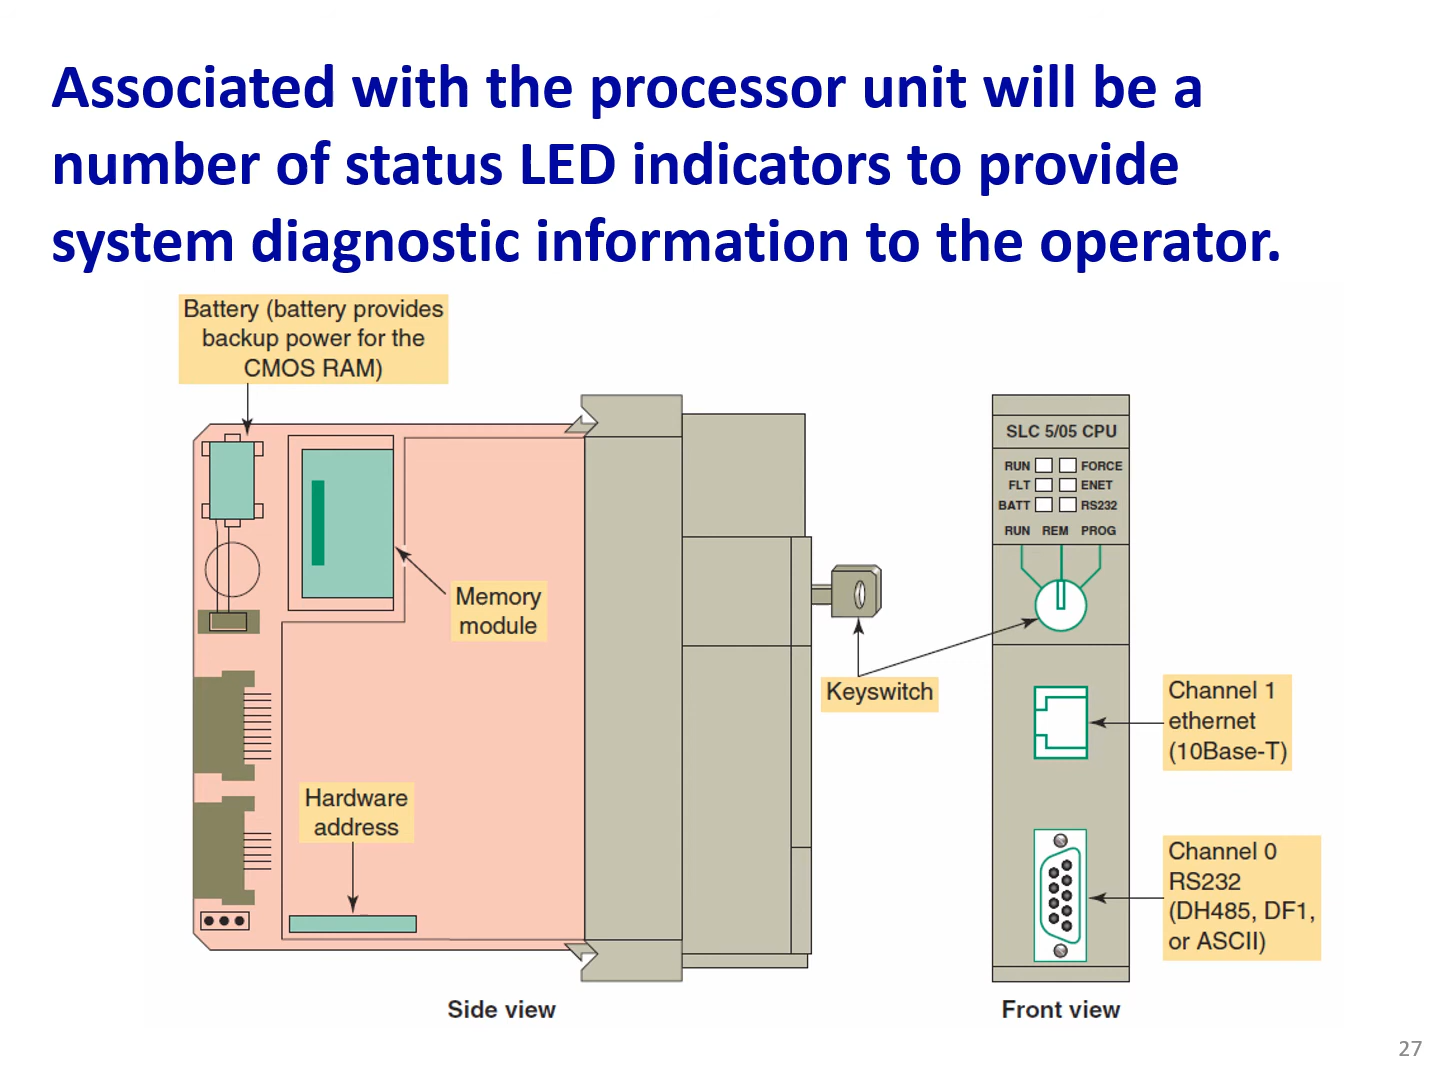 Associated with the processor unit will be a
number of status LED indicators to provide
system diagnostic information to the operator.
Battery (battery provides
backup power for the
CMOS RAM)
Memory
module
Hardware
address
Keyswitch
SLC 5/05 CPU
RUN FORCE
FLT ENET
BATT RS232
RUN REM PROG
Channel 1
ethernet
(10Base-T)
Channel 0
RS232
(DH485, DF1,
or ASCII)
Side view
Front view
27